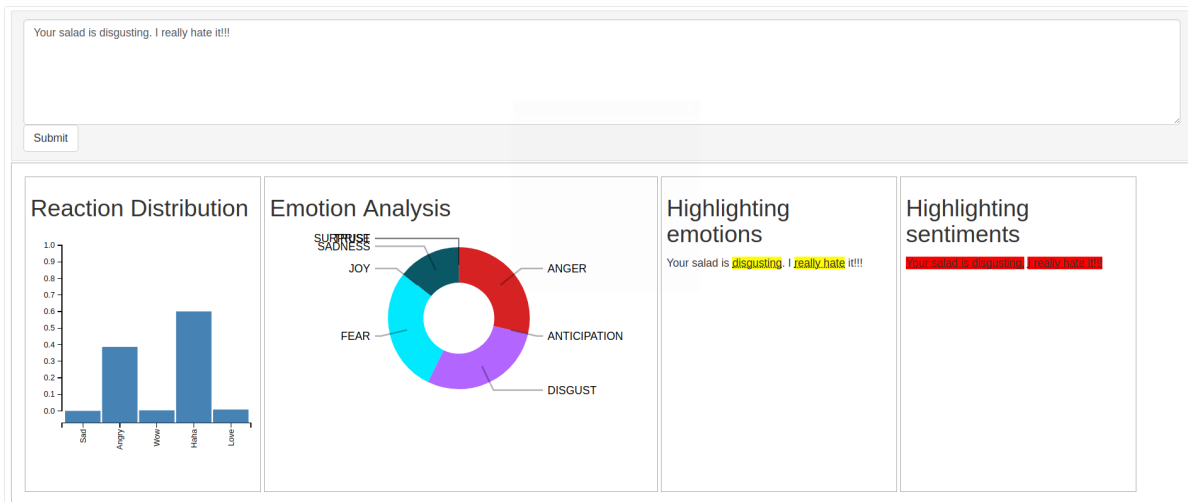 Your salad is disgusting. I really hate it!!!
Submit
Reaction Distribution
1.0
0.9
0.8
0.7
0.6
0.5
0.4
0.3
0.2
0.1
0.0
Sad
Angry
Wow
Haha
Love
Emotion Analysis
SURPRISE
TRUST
SADNESS
JOY
FEAR
ANGER
ANTICIPATION
DISGUST
Highlighting
emotions
Your salad is disgusting. I really hate it!!!
Highlighting
sentiments
Your salad is disgusting. I really hate it!!!